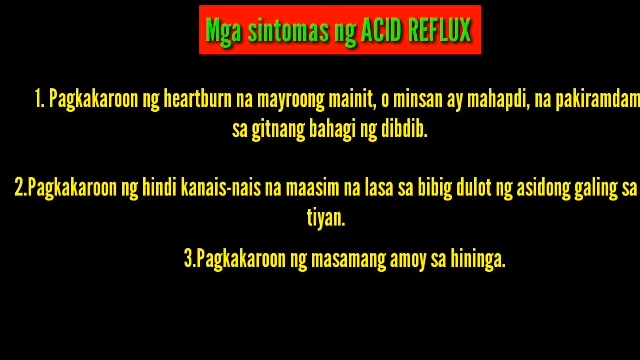 Mga sintomas ng ACID REFLUX
1. Pagkakaroon ng heartburn na mayroong mainit, o minsan ay mahapdi, na pakiramdam
sa gitnang bahagi ng dibdib.
2.Pagkakaroon ng hindi kanais-nais na maasim na lasa sa bibig dulot ng asidong galing sa
tiyan.
3.Pagkakaroon ng masamang amoy sa hininga.